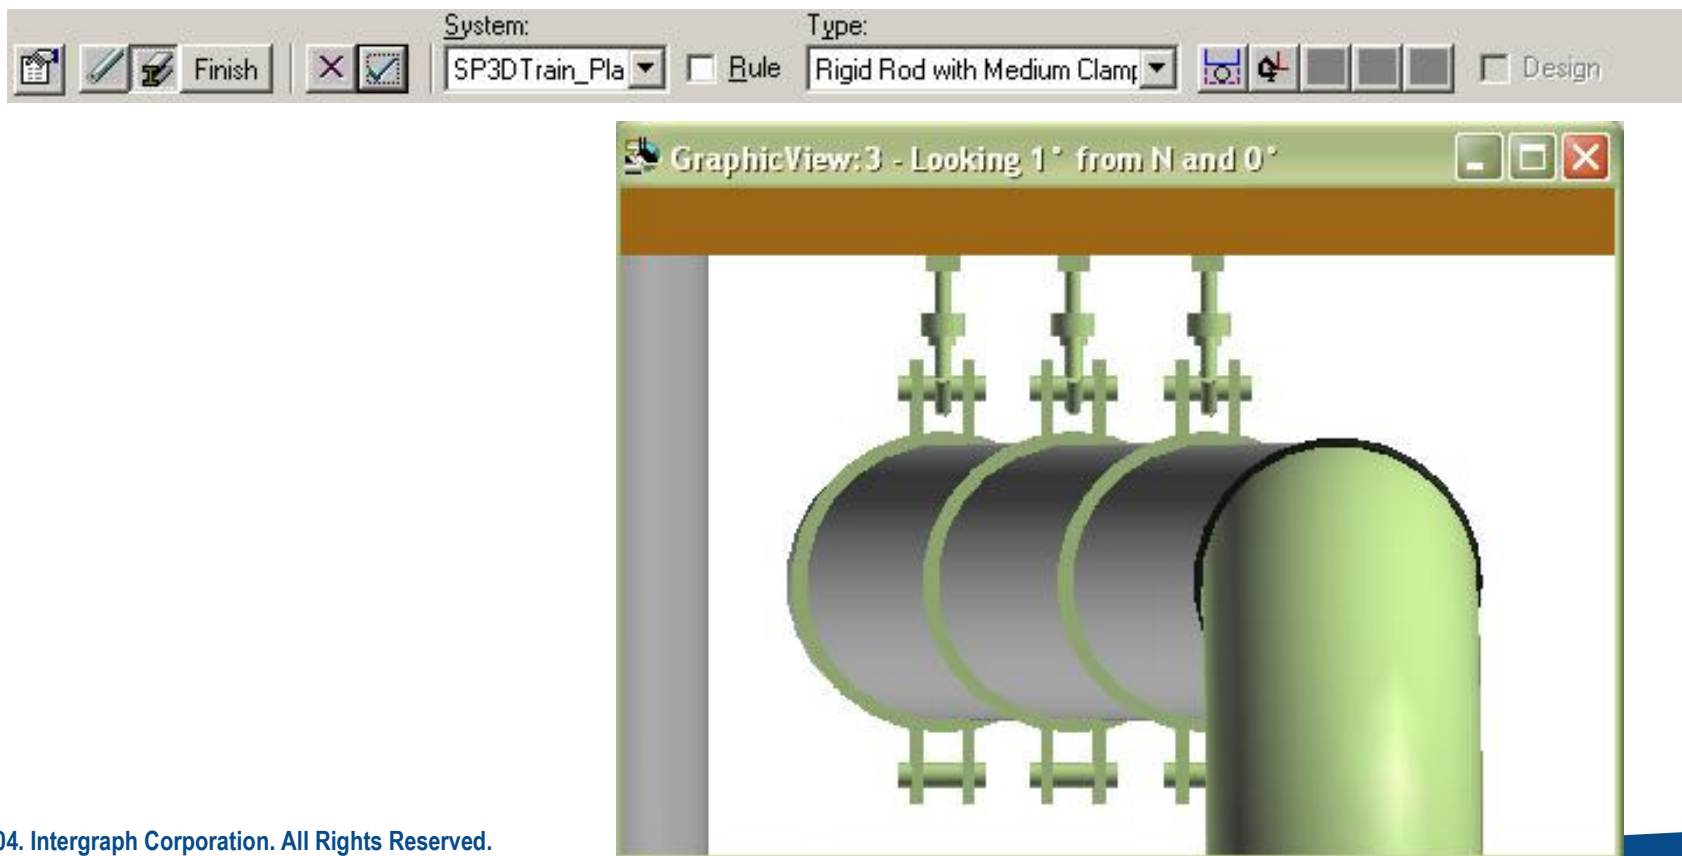 System:
Type:
Finish
SP3DTrain_Pla
Rule
Rigid Rod with Medium Clamp
Design
GraphicView:3 - Looking 1° from N and 0°
04. Intergraph Corporation. All Rights Reserved.